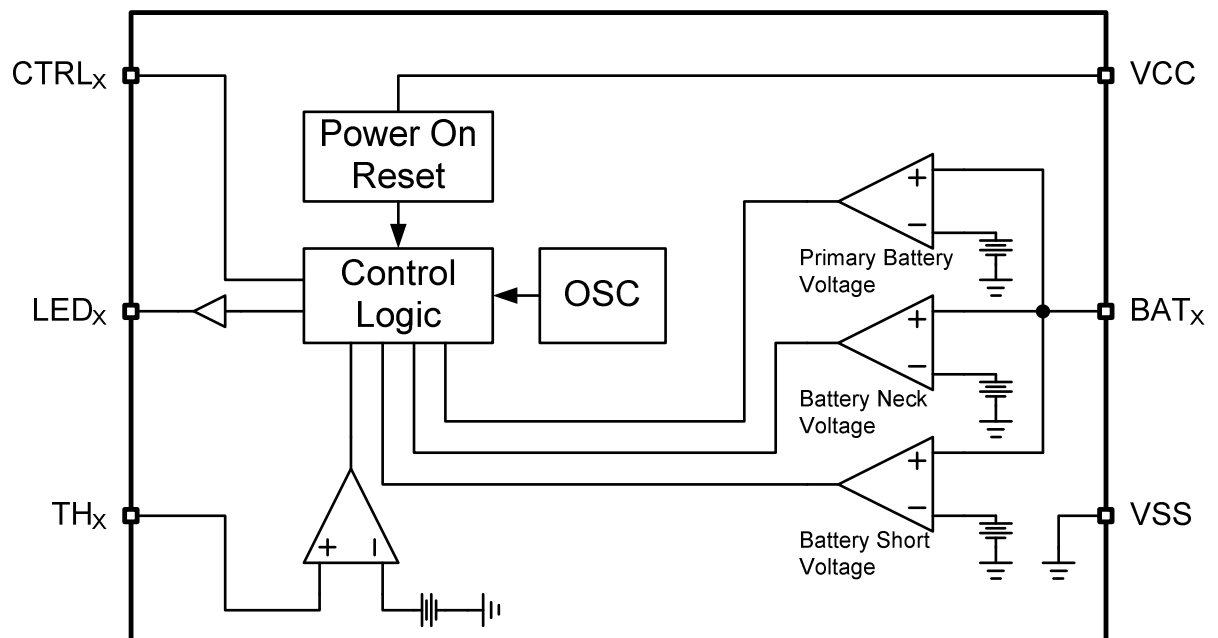 CTRLX
VCC
Power On
Reset
+
−
Primary Battery
Voltage
Control
Logic
OSC
LEDX
BATX
+
−
Battery Neck
Voltage
+
−
Battery Short
Voltage
THX
VSS
+
−